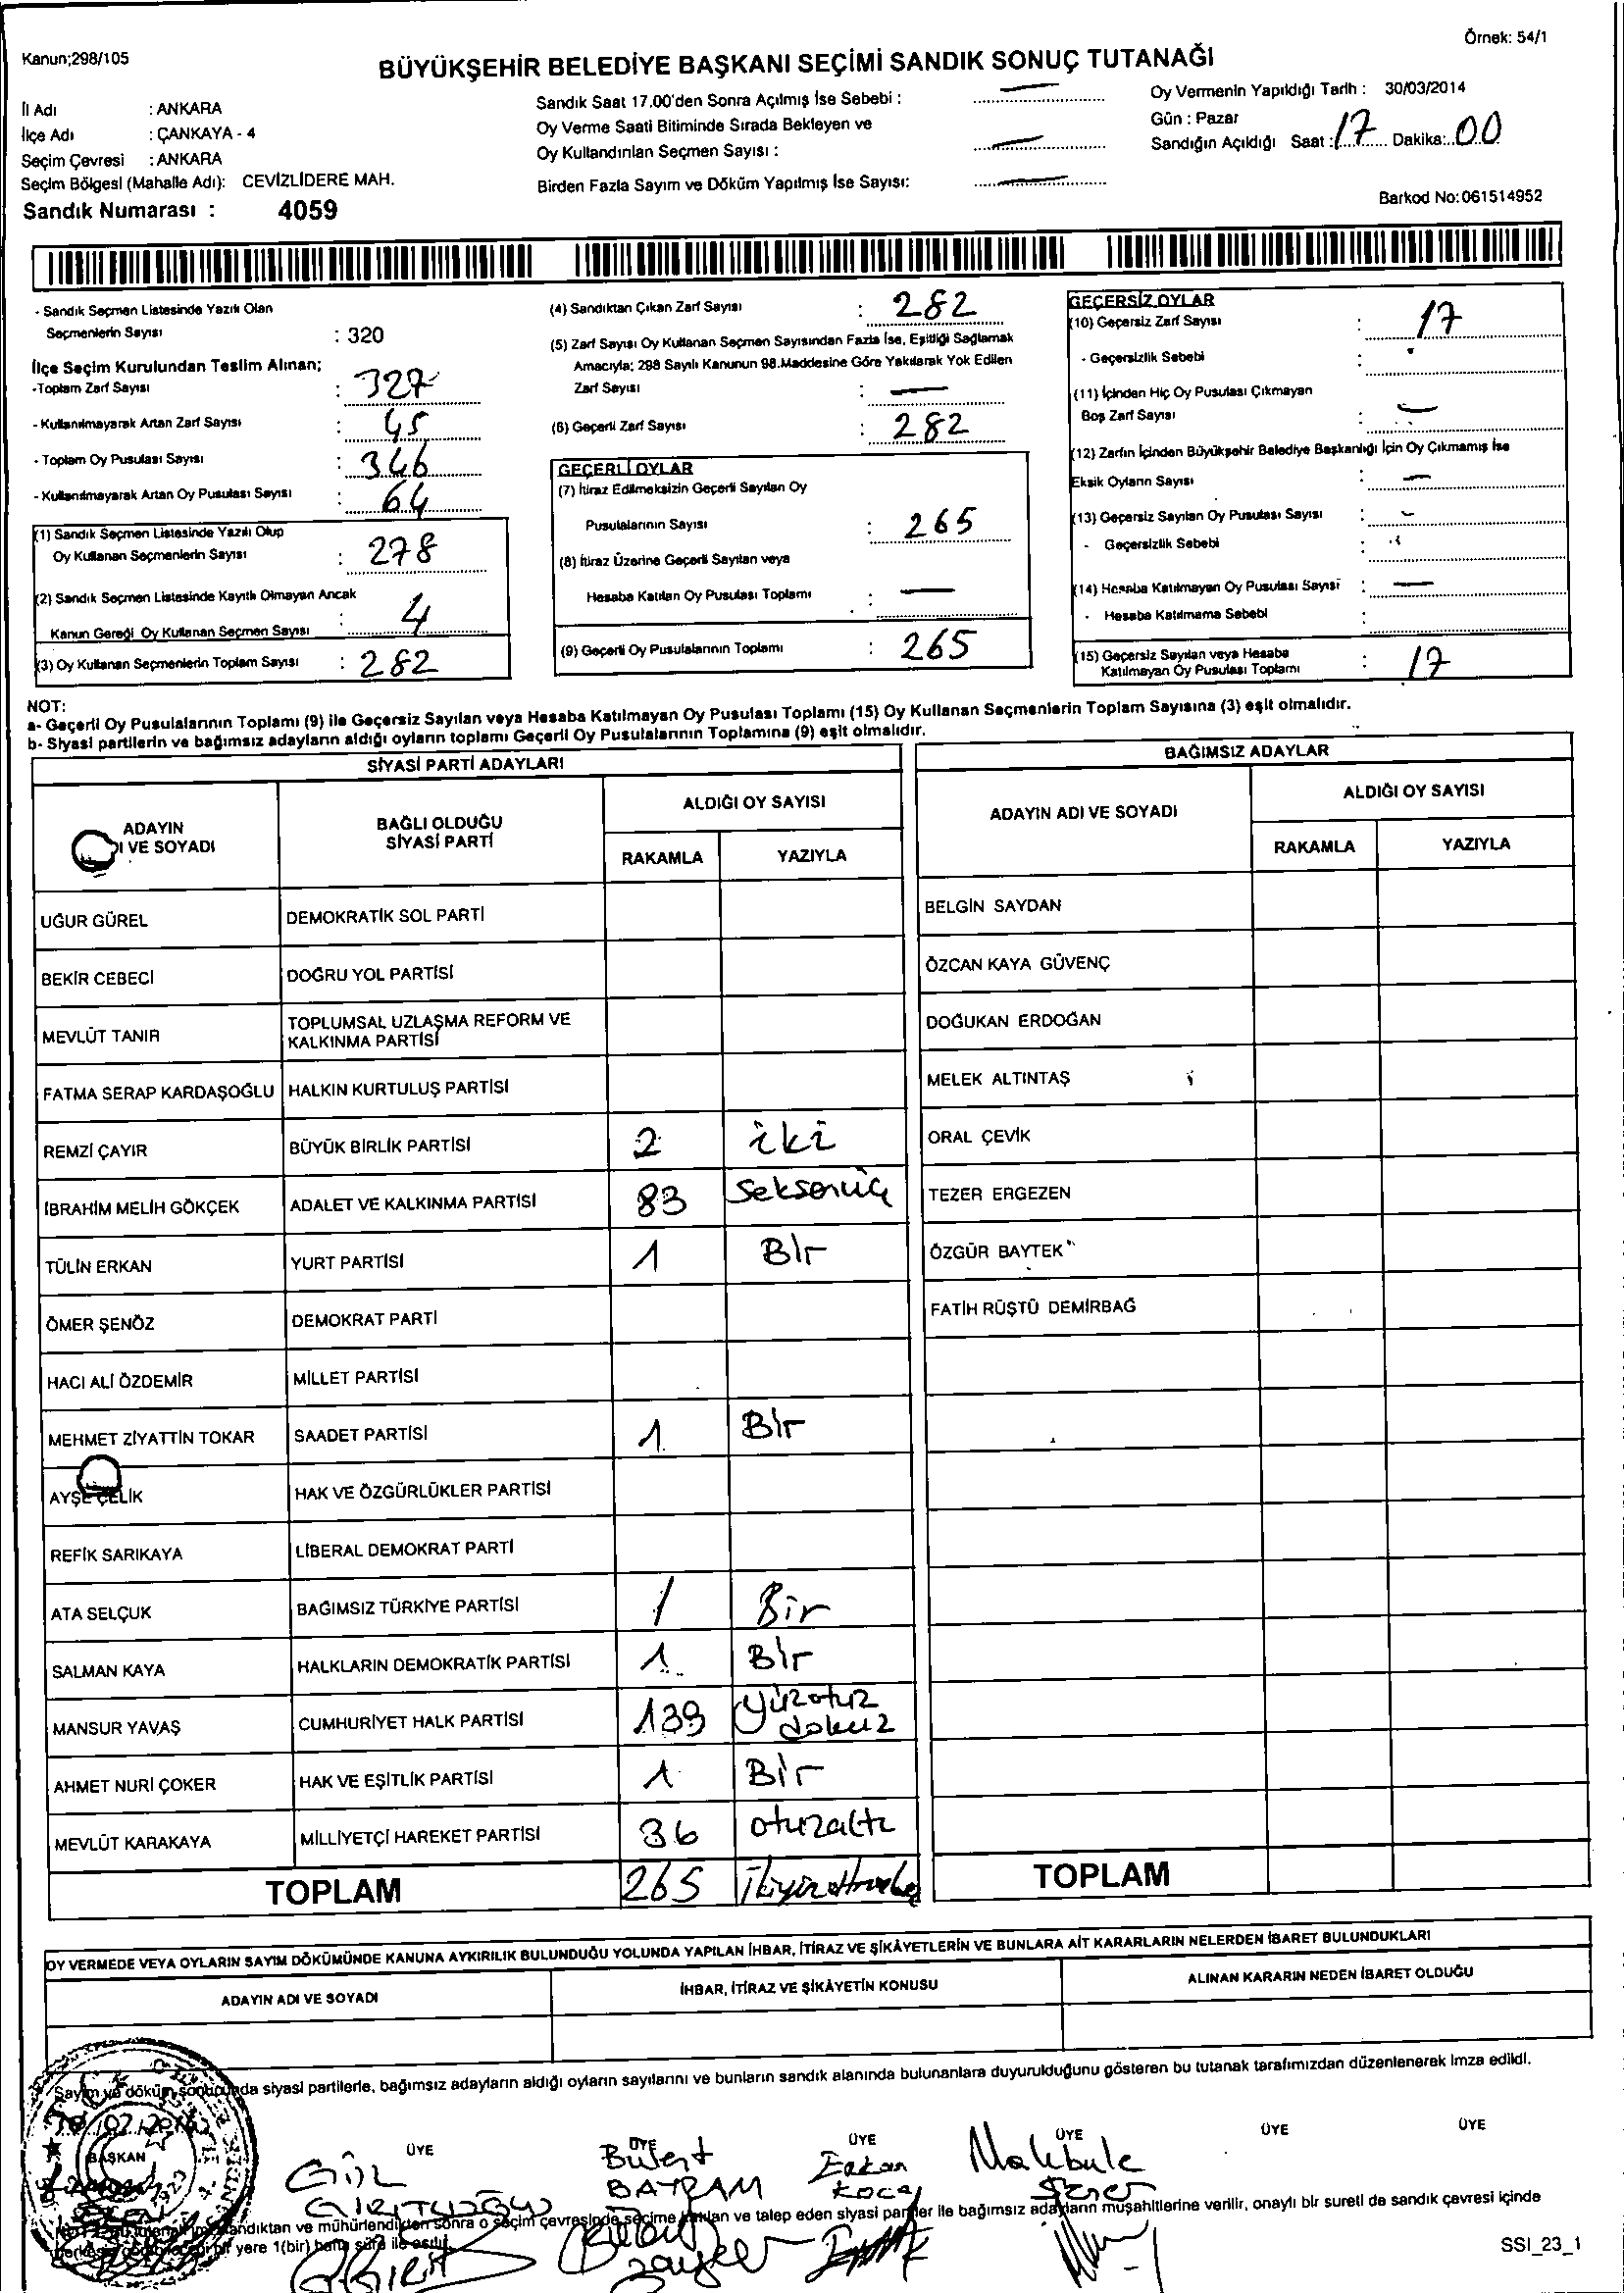 Kanun;298/105
Örnek: 54/1
BÜYÜKŞEHİR BELEDİYE BAŞKANI SEÇİMİ SANDIK SONUÇ TUTANAĞI
İl Adı : ANKARA
İlçe Adı : ÇANKAYA - 4
Seçim Çevresi : ANKARA
Seçim Bölgesi (Mahalle Adı): CEVİZLİDERE MAH.
Sandık Numarası : 4059
Sandık Saat 17.00'den Sonra Açılmış İse Sebebi : —
Oy Verme Saati Bitiminde Sırada Bekleyen ve
Oy Kullandırılan Seçmen Sayısı : —
Birden Fazla Sayım ve Döküm Yapılmış İse Sayısı: —
Oy Vermenin Yapıldığı Tarih : 30/03/2014
Gün : Pazar
Sandığın Açıldığı Saat : 17 Dakika: 00
Barkod No:061514952
- Sandık Seçmen Listesinde Yazılı Olan
Seçmenlerin Sayısı : 320
İlçe Seçim Kurulundan Teslim Alınan;
-Toplam Zarf Sayısı : 327
- Kullanılmayarak Artan Zarf Sayısı : 45
- Toplam Oy Pusulası Sayısı : 346
- Kullanılmayarak Artan Oy Pusulası Sayısı : 64
(1) Sandık Seçmen Listesinde Yazılı Olup
Oy Kullanan Seçmenlerin Sayısı : 278
(2) Sandık Seçmen Listesinde Kayıtlı Olmayan Ancak
Kanun Gereği Oy Kullanan Seçmen Sayısı : 4
(3) Oy Kullanan Seçmenlerin Toplam Sayısı : 282
(4) Sandıktan Çıkan Zarf Sayısı : 282
(5) Zarf Sayısı Oy Kullanan Seçmen Sayısından Fazla İse, Eşitliği Sağlamak
Amacıyla; 298 Sayılı Kanunun 98.Maddesine Göre Yakılarak Yok Edilen
Zarf Sayısı : —
(6) Geçerli Zarf Sayısı : 282
GEÇERLİ OYLAR
(7) İtiraz Edilmeksizin Geçerli Sayılan Oy
Pusulalarının Sayısı : 265
(8) İtiraz Üzerine Geçerli Sayılan veya
Hesaba Katılan Oy Pusulası Toplamı : —
(9) Geçerli Oy Pusulalarının Toplamı : 265
GEÇERSİZ OYLAR
(10) Geçersiz Zarf Sayısı : 17
- Geçersizlik Sebebi :
(11) İçinden Hiç Oy Pusulası Çıkmayan
Boş Zarf Sayısı : —
(12) Zarfın İçinden Büyükşehir Belediye Başkanlığı İçin Oy Çıkmamış İse
Eksik Oyların Sayısı : —
(13) Geçersiz Sayılan Oy Pusulası Sayısı : —
- Geçersizlik Sebebi :
(14) Hesaba Katılmayan Oy Pusulası Sayısı : —
- Hesaba Katılmama Sebebi :
(15) Geçersiz Sayılan veya Hesaba
Katılmayan Oy Pusulası Toplamı : 17
NOT:
a- Geçerli Oy Pusulalarının Toplamı (9) ile Geçersiz Sayılan veya Hesaba Katılmayan Oy Pusulası Toplamı (15) Oy Kullanan Seçmenlerin Toplam Sayısına (3) eşit olmalıdır.
b- Siyasi partilerin ve bağımsız adayların aldığı oyların toplamı Geçerli Oy Pusulalarının Toplamına (9) eşit olmalıdır.
SİYASİ PARTİ ADAYLARI
ADAYIN
I VE SOYADI
BAĞLI OLDUĞU
SİYASİ PARTİ
ALDIĞI OY SAYISI
RAKAMLA YAZIYLA
UĞUR GÜREL DEMOKRATİK SOL PARTİ
BEKİR CEBECİ DOĞRU YOL PARTİSİ
MEVLÜT TANIR TOPLUMSAL UZLAŞMA REFORM VE
KALKINMA PARTİSİ
FATMA SERAP KARDAŞOĞLU HALKIN KURTULUŞ PARTİSİ
REMZİ ÇAYIR BÜYÜK BİRLİK PARTİSİ 2 iki
İBRAHİM MELİH GÖKÇEK ADALET VE KALKINMA PARTİSİ 83 Seksenüç
TÜLİN ERKAN YURT PARTİSİ 1 Bir
ÖMER ŞENÖZ DEMOKRAT PARTİ
HACI ALİ ÖZDEMİR MİLLET PARTİSİ
MEHMET ZİYATTİN TOKAR SAADET PARTİSİ 1 Bir
AYŞE ÇELİK HAK VE ÖZGÜRLÜKLER PARTİSİ
REFİK SARIKAYA LİBERAL DEMOKRAT PARTİ
ATA SELÇUK BAĞIMSIZ TÜRKİYE PARTİSİ 1 Bir
SALMAN KAYA HALKLARIN DEMOKRATİK PARTİSİ 1 Bir
MANSUR YAVAŞ CUMHURİYET HALK PARTİSİ 139 Yüzotuz
dokuz
AHMET NURİ ÇOKER HAK VE EŞİTLİK PARTİSİ 1 Bir
MEVLÜT KARAKAYA MİLLİYETÇİ HAREKET PARTİSİ 36 otuzaltı
TOPLAM 265 İkiyüzaltmışbeş
BAĞIMSIZ ADAYLAR
ADAYIN ADI VE SOYADI
ALDIĞI OY SAYISI
RAKAMLA YAZIYLA
BELGİN SAYDAN
ÖZCAN KAYA GÜVENÇ
DOĞUKAN ERDOĞAN
MELEK ALTINTAŞ
ORAL ÇEVİK
TEZER ERGEZEN
ÖZGÜR BAYTEK
FATİH RÜŞTÜ DEMİRBAĞ
TOPLAM
OY VERMEDE VEYA OYLARIN SAYIM DÖKÜMÜNDE KANUNA AYKIRILIK BULUNDUĞU YOLUNDA YAPILAN İHBAR, İTİRAZ VE ŞİKÂYETLERİN VE BUNLARA AİT KARARLARIN NELERDEN İBARET BULUNDUKLARI
ADAYIN ADI VE SOYADI
İHBAR, İTİRAZ VE ŞİKÂYETİN KONUSU
ALINAN KARARIN NEDEN İBARET OLDUĞU
Sayım ve döküm sonucunda siyasi partilerle, bağımsız adayların aldığı oyların sayılarını ve bunların sandık alanında bulunanlara duyurulduğunu gösteren bu tutanak tarafımızdan düzenlenerek imza edildi.
BAŞKAN ÜYE ÜYE ÜYE ÜYE ÜYE ÜYE
GÜL
Bülent
BAYRAM
Erkan
KOCA
Makbule
sonra o seçim çevresinde seçime katılan ve talep eden siyasi partiler ile bağımsız adayların müşahitlerine verilir, onaylı bir sureti de sandık çevresi içinde
bir yere 1(bir) hafta süre ile asılır.
SSI_23_1